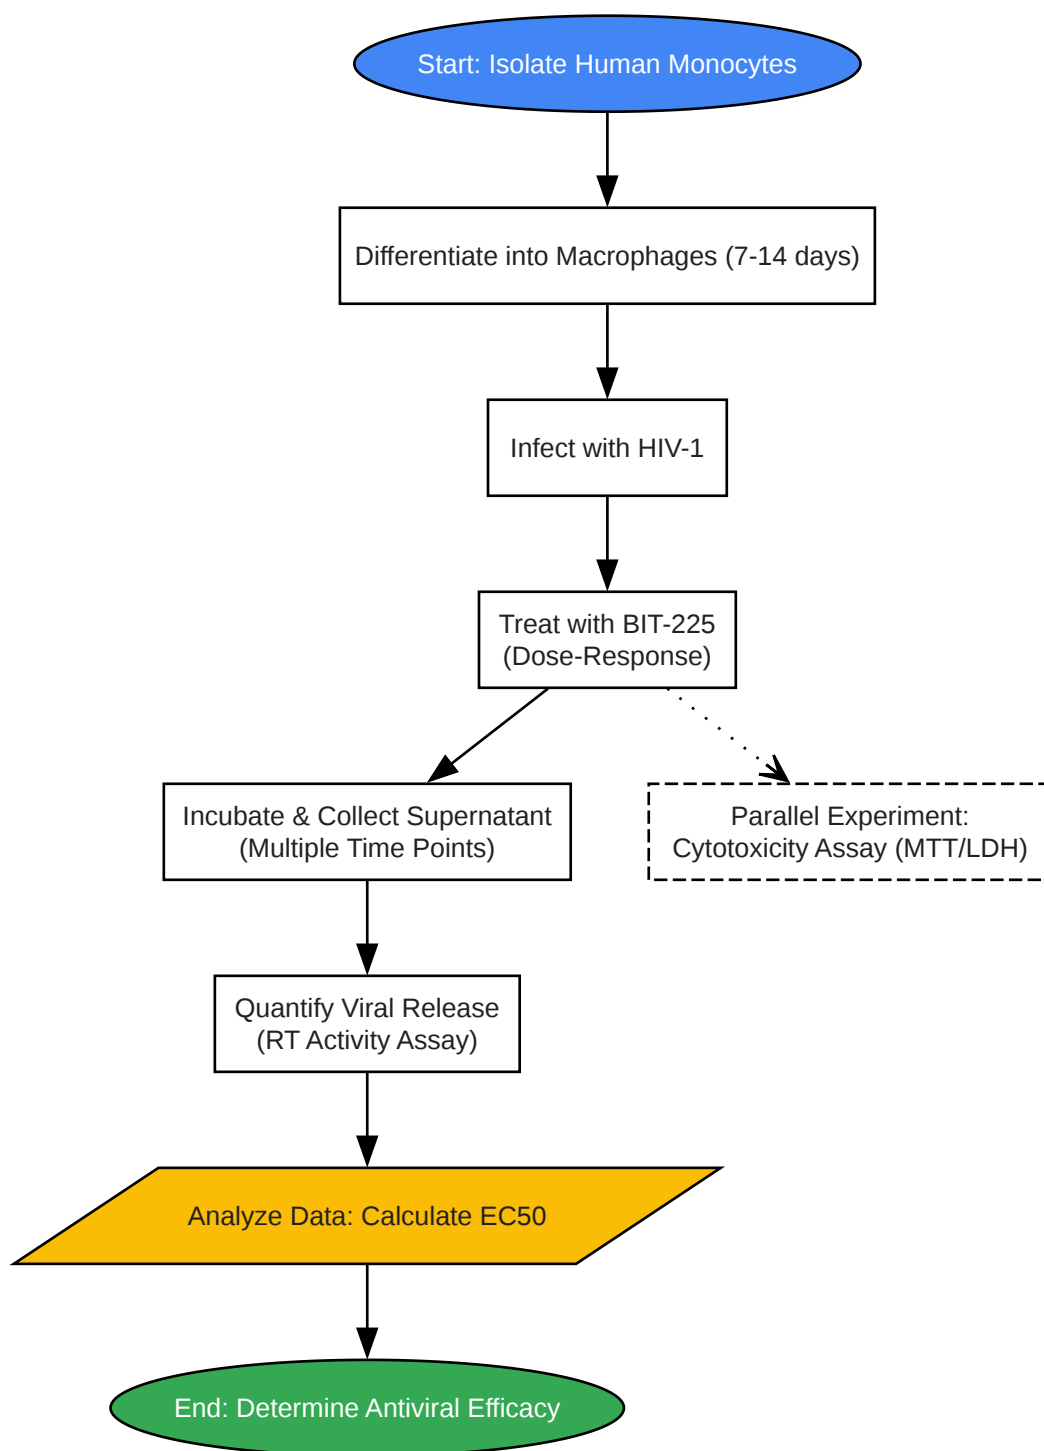 Start: Isolate Human Monocytes
Differentiate into Macrophages (7-14 days)
Infect with HIV-1
Treat with BIT-225
(Dose-Response)
Incubate & Collect Supernatant
(Multiple Time Points)
Parallel Experiment:
Cytotoxicity Assay (MTT/LDH)
Quantify Viral Release
(RT Activity Assay)
Analyze Data: Calculate EC50
End: Determine Antiviral Efficacy